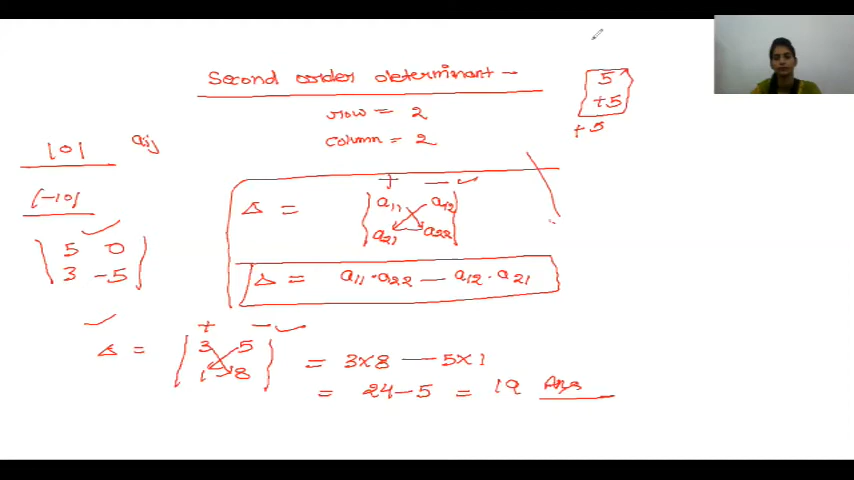 Second order determinant -
row = 2
column = 2
5
+5
+5
|0|
aij
|-10|
|5 0|
|3 -5|
+ -
Δ = |a11 a12|
|a21 a22|
Δ = a11·a22 - a12·a21
+ -
Δ = |3 5|
|1 8|
= 3×8 - 5×1
= 24-5 = 19 Ans